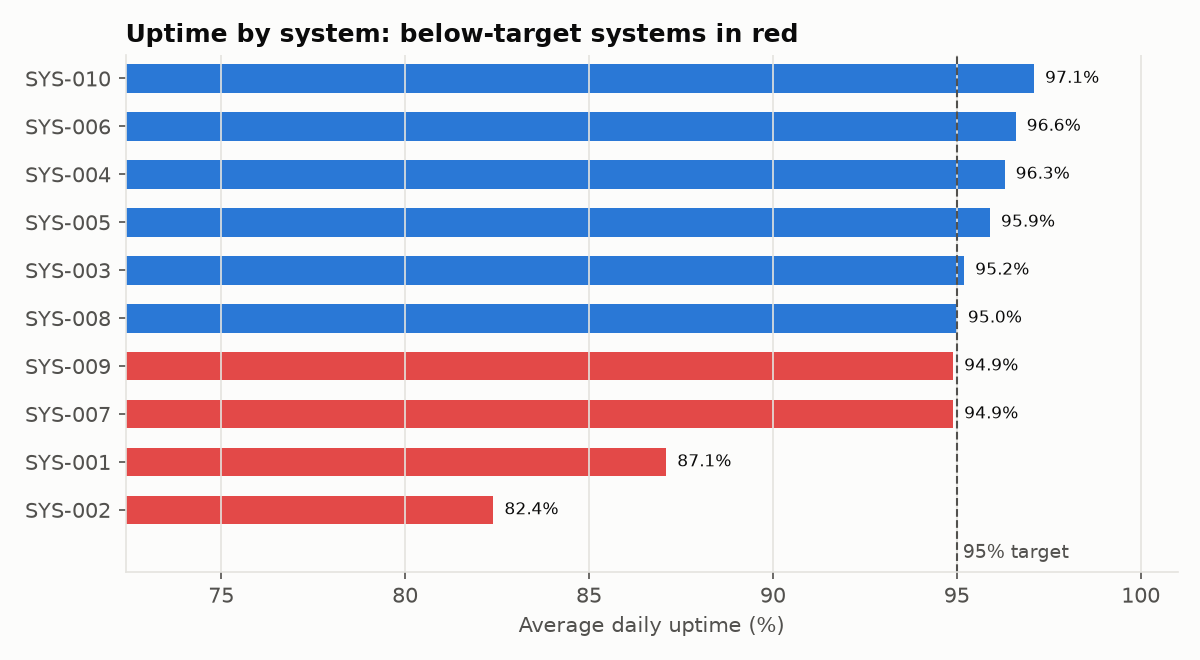 Uptime by system: below-target systems in red
SYS-010 97.1%
SYS-006 96.6%
SYS-004 96.3%
SYS-005 95.9%
SYS-003 95.2%
SYS-008 95.0%
SYS-009 94.9%
SYS-007 94.9%
SYS-001 87.1%
SYS-002 82.4%
95% target
75 80 85 90 95 100
Average daily uptime (%)